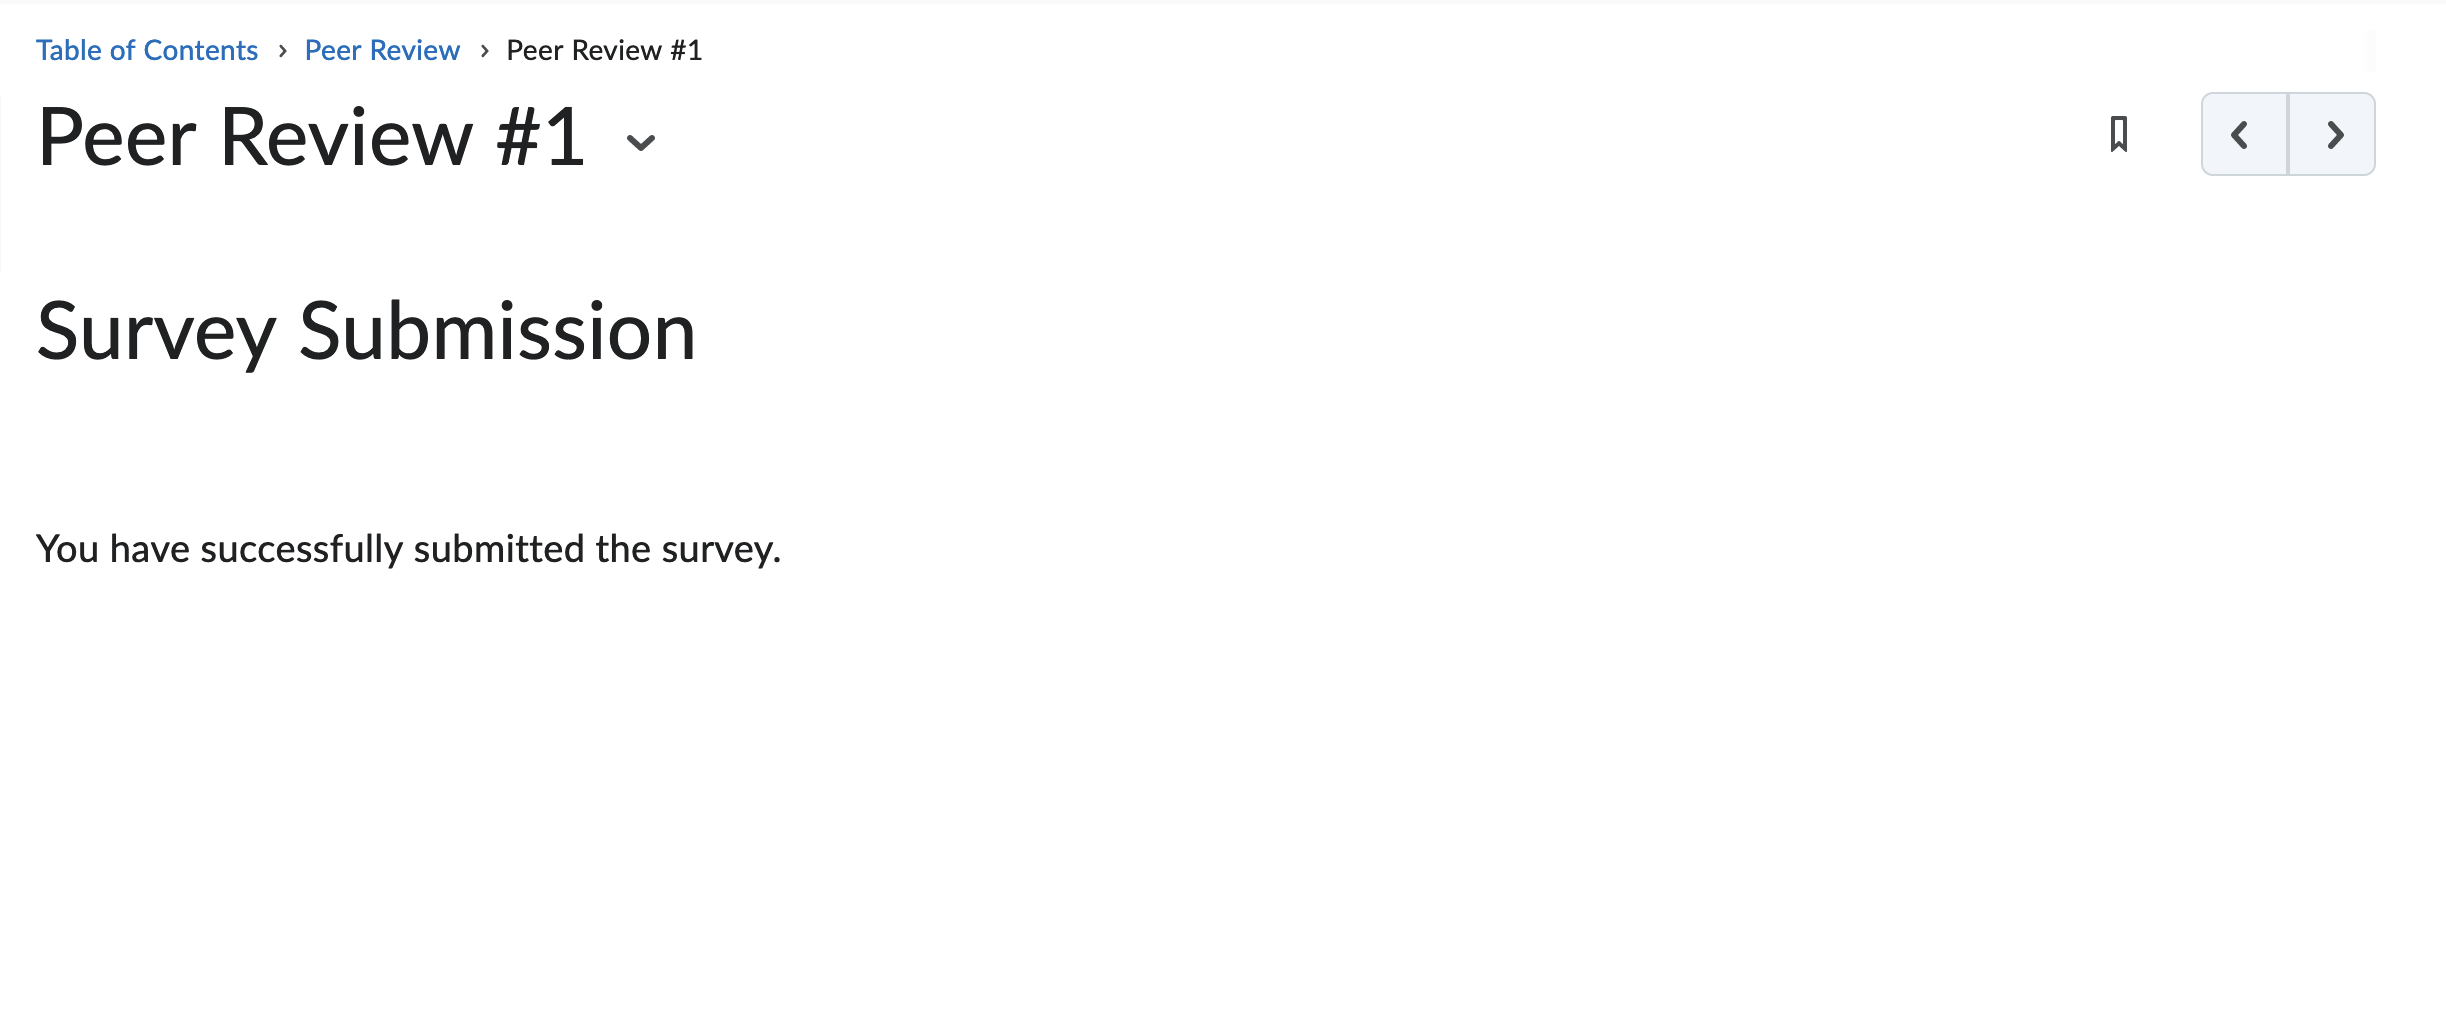 Table of Contents › Peer Review › Peer Review #1
Peer Review #1
Survey Submission
You have successfully submitted the survey.